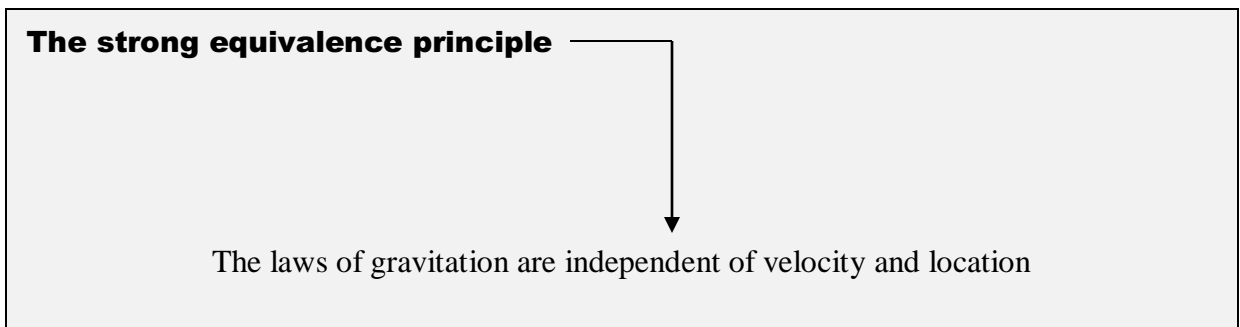 The strong equivalence principle
The laws of gravitation are independent of velocity and location